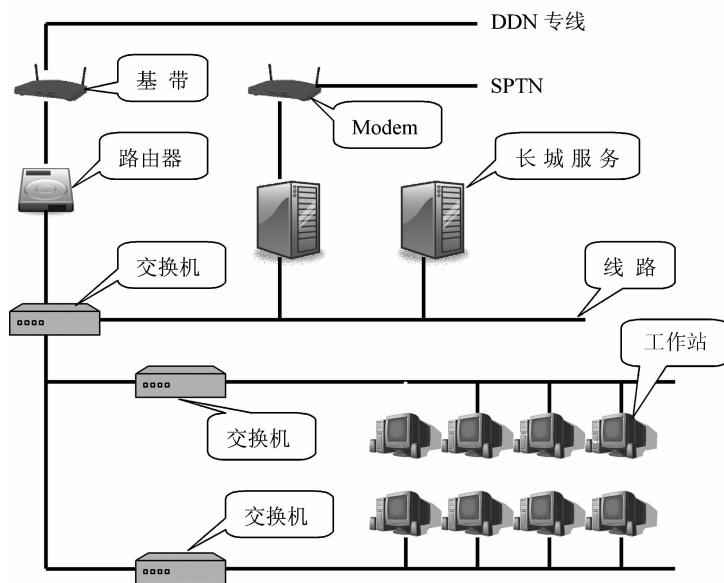 DDN 专线
基 带
SPTN
Modem
路由器
长 城 服 务
交换机
线 路
工作站
交换机
交换机